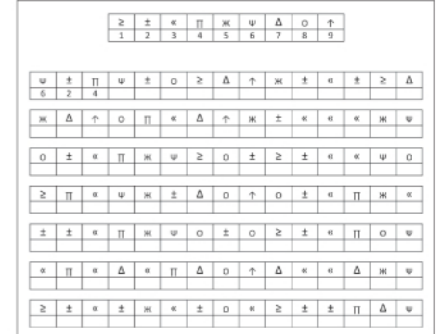 ≥ ± « П ж ψ Δ о ↑
1 2 3 4 5 6 7 8 9
ψ ± П ψ ± о ≥ Δ ↑ ж ± « ± ≥ Δ
6 2 4
ж Δ ↑ о П « Δ ↑ ж ± « « « ж ψ
о ± « П ж ψ ≥ о ± ≥ ± « « ψ о
≥ П « ψ ж ± Δ о ↑ о ± « П ж «
± ± « П ж ψ о ± о ≥ ± « П о ψ
« П « Δ « П Δ о ↑ Δ « « Δ ж ψ
≥ ± « ± ж « ± о « ≥ ± ± П Δ ψ